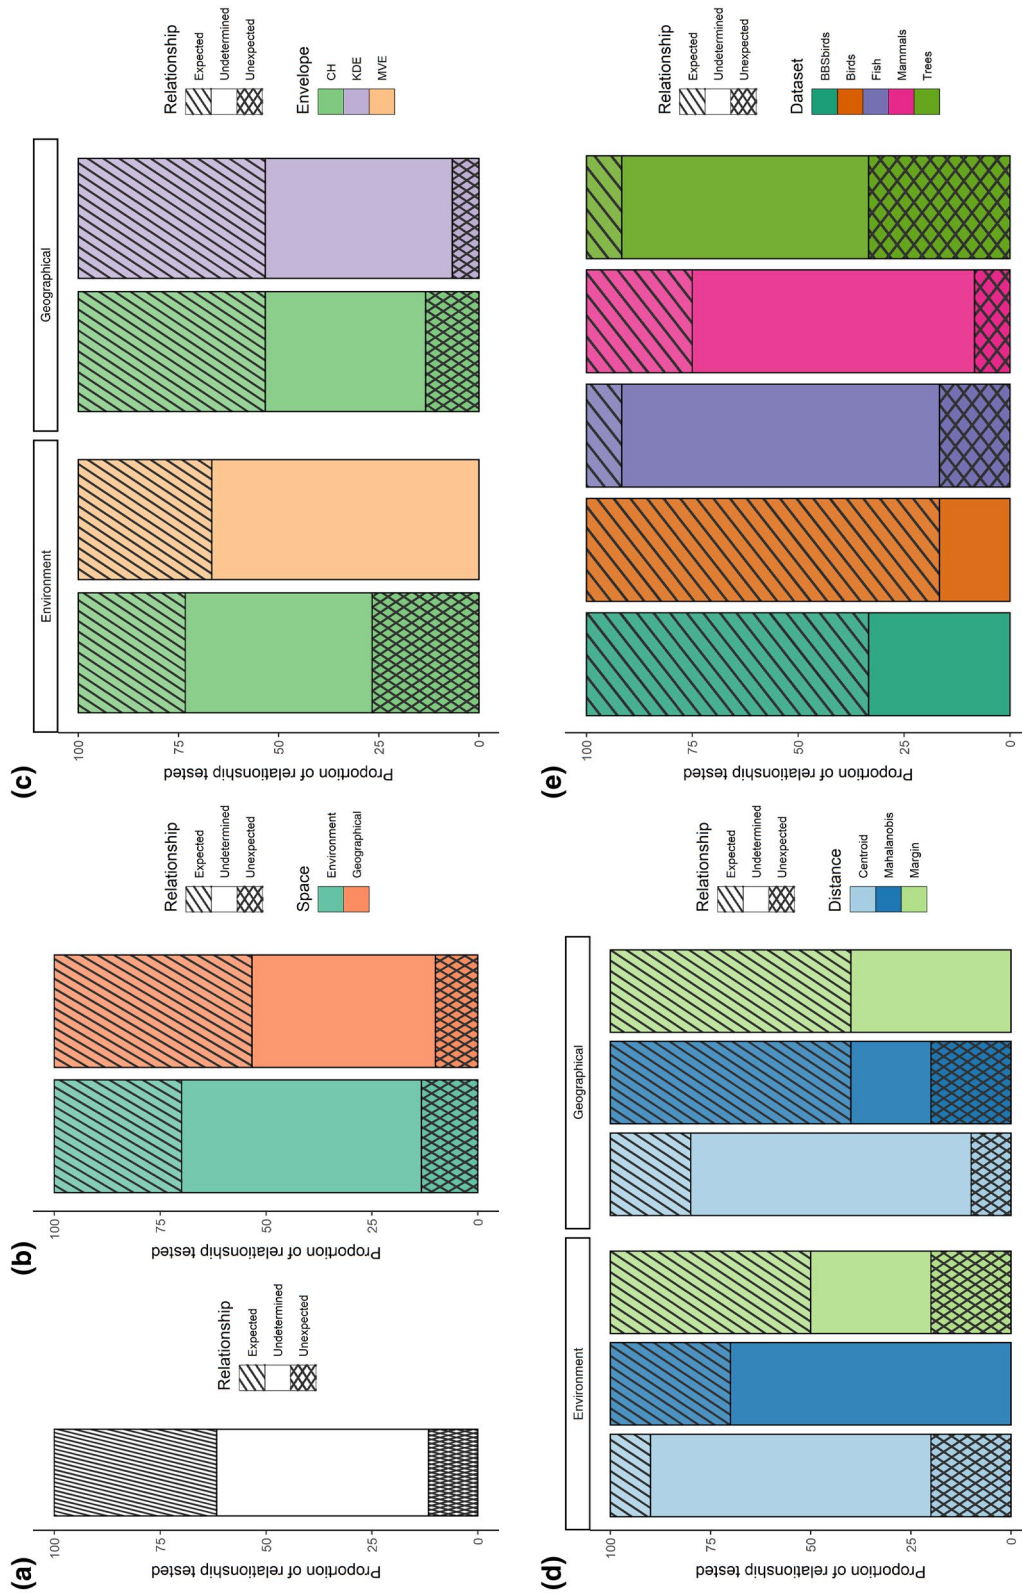 (a)
Proportion of relationship tested
100
75
50
25
0
Relationship
Expected
Undetermined
Unexpected
(b)
Proportion of relationship tested
100
75
50
25
0
Relationship
Expected
Undetermined
Unexpected
Space
Environment
Geographical
(c)
Proportion of relationship tested
100
75
50
25
0
Environment
Geographical
Relationship
Expected
Undetermined
Unexpected
Envelope
CH
KDE
MVE
(d)
Proportion of relationship tested
100
75
50
25
0
Environment
Geographical
Relationship
Expected
Undetermined
Unexpected
Distance
Centroid
Mahalanobis
Margin
(e)
Proportion of relationship tested
100
75
50
25
0
Relationship
Expected
Undetermined
Unexpected
Dataset
BBSbirds
Birds
Fish
Mammals
Trees